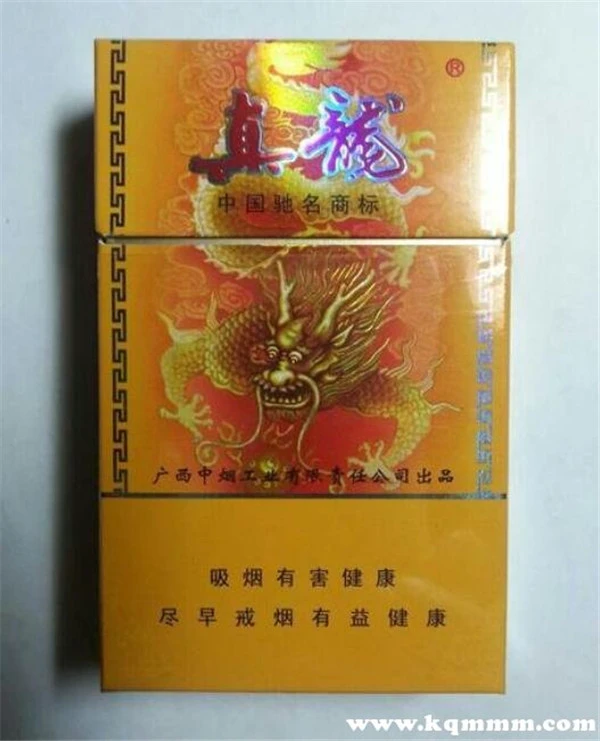 真龙
®
中国驰名商标
广西中烟工业有限责任公司出品
吸烟有害健康
尽早戒烟有益健康
www.kqmmm.com